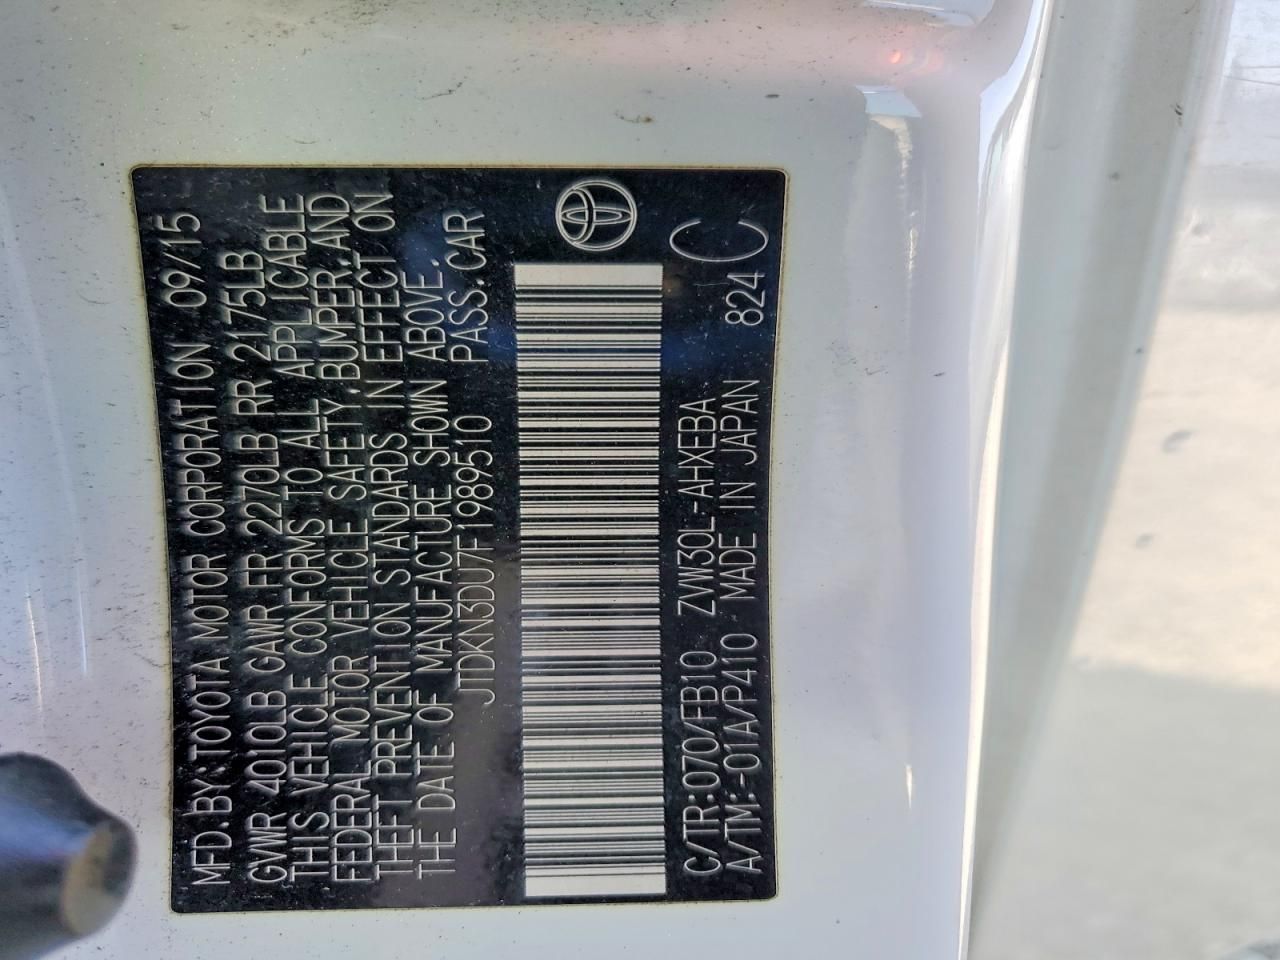 MFD. BY: TOYOTA MOTOR CORPORATION 09/15
GVWR 4010LB GAWR FR 2270LB RR 2175LB
THIS VEHICLE CONFORMS TO ALL APPLICABLE
FEDERAL MOTOR VEHICLE SAFETY, BUMPER, AND
THEFT PREVENTION STANDARDS IN EFFECT ON
THE DATE OF MANUFACTURE SHOWN ABOVE.
JTDKN3DU7F1989510 PASS.CAR
C/TR:070/FB10 ZVW30L-AHXEBA C
A/TM:-01A/P410 MADE IN JAPAN 824 C